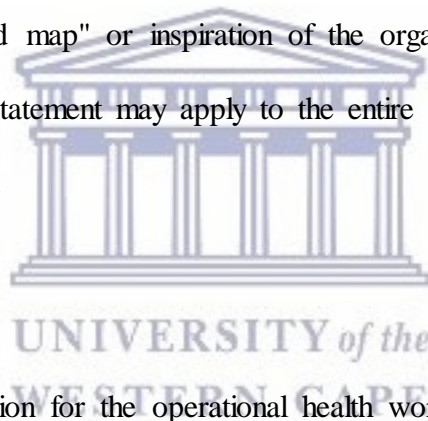 d map" or inspiration of the orga
tatement may apply to the entire
UNIVERSITY of the
WESTERN CAPE
ion for the operational health wor